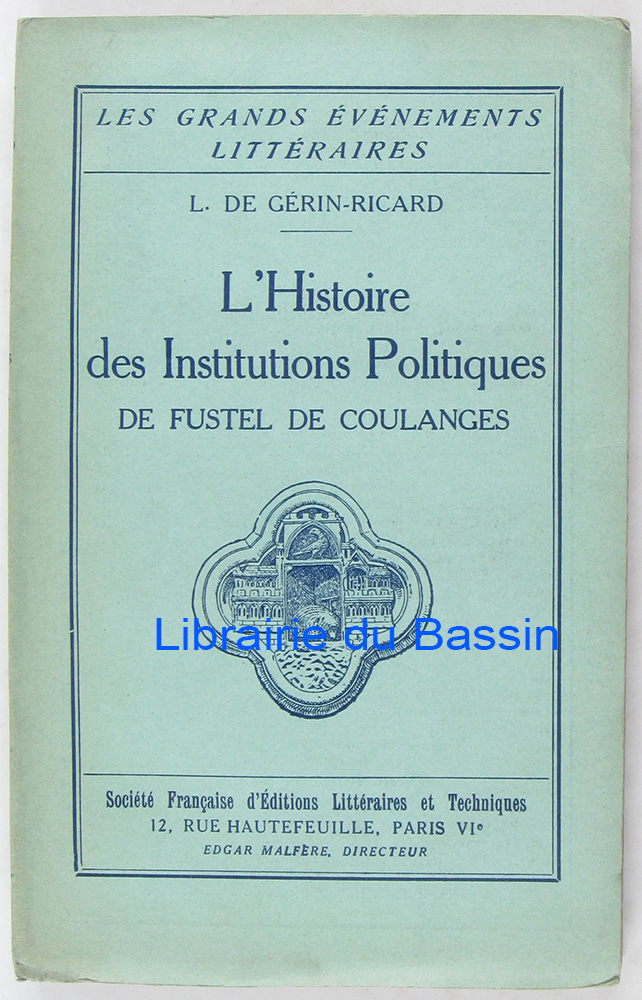 LES GRANDS ÉVÉNEMENTS
LITTÉRAIRES
L. DE GÉRIN-RICARD
L'Histoire
des Institutions Politiques
DE FUSTEL DE COULANGES
Librairie du Bassin
Société Française d'Éditions Littéraires et Techniques
12, RUE HAUTEFEUILLE, PARIS VIe
EDGAR MALFÈRE, DIRECTEUR